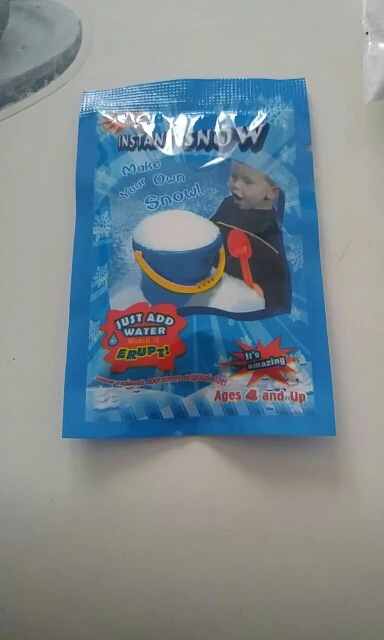 INSTANT SNOW
Make
Your Own
Snow!
JUST ADD
WATER
Watch it
ERUPT!
It's
amazing
Ages 4 and Up